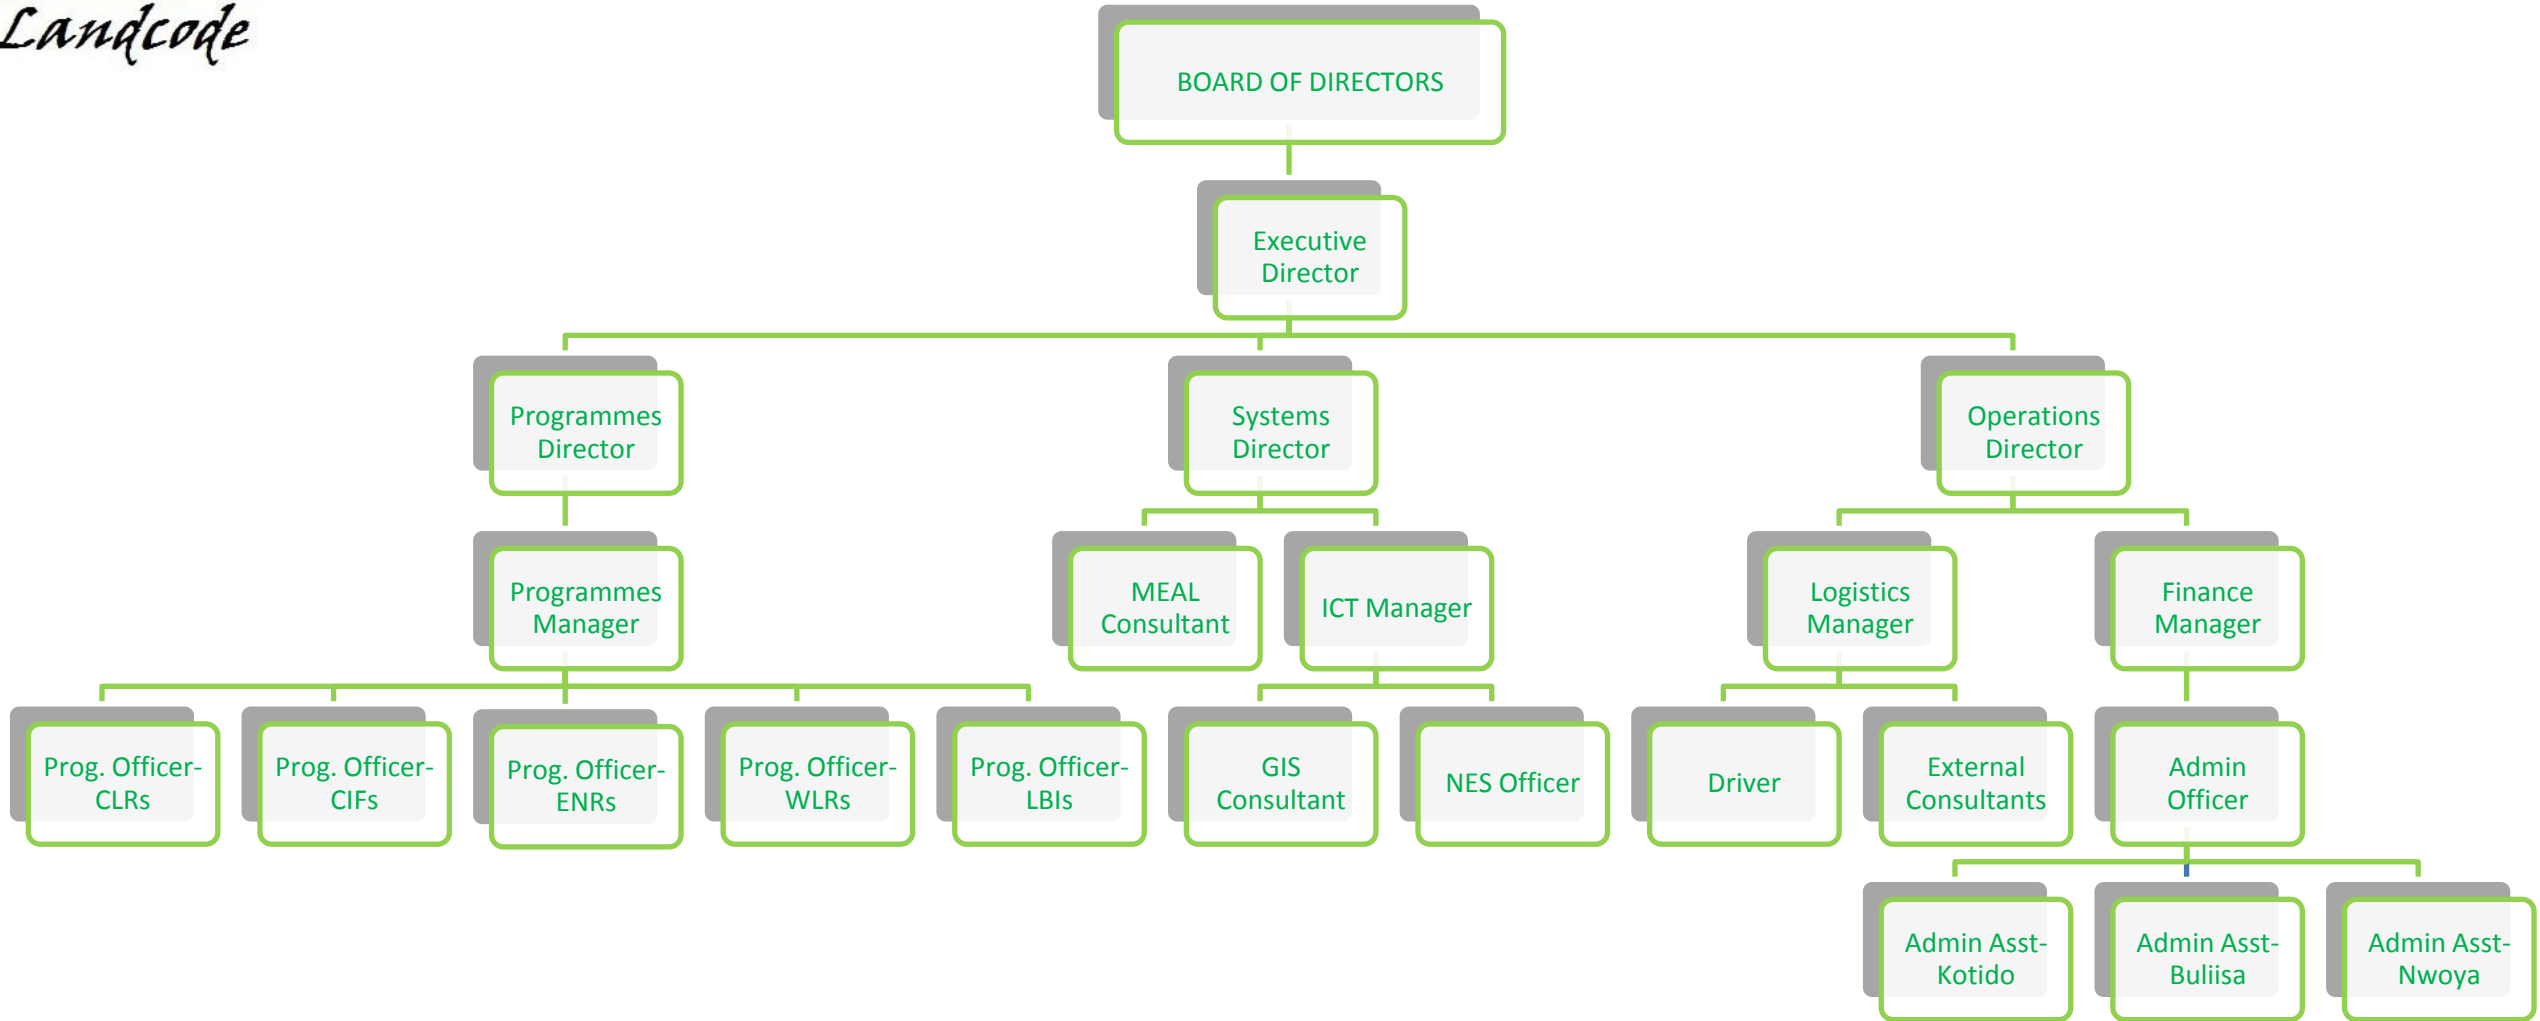 Landcode
BOARD OF DIRECTORS
Executive
Director
Programmes
Director
Systems
Director
Operations
Director
Programmes
Manager
MEAL
Consultant
ICT Manager
Logistics
Manager
Finance
Manager
Prog. Officer-
CLRs
Prog. Officer-
CIFs
Prog. Officer-
ENRs
Prog. Officer-
WLRs
Prog. Officer-
LBIs
GIS
Consultant
NES Officer
Driver
External
Consultants
Admin
Officer
Admin Asst-
Kotido
Admin Asst-
Buliisa
Admin Asst-
Nwoya